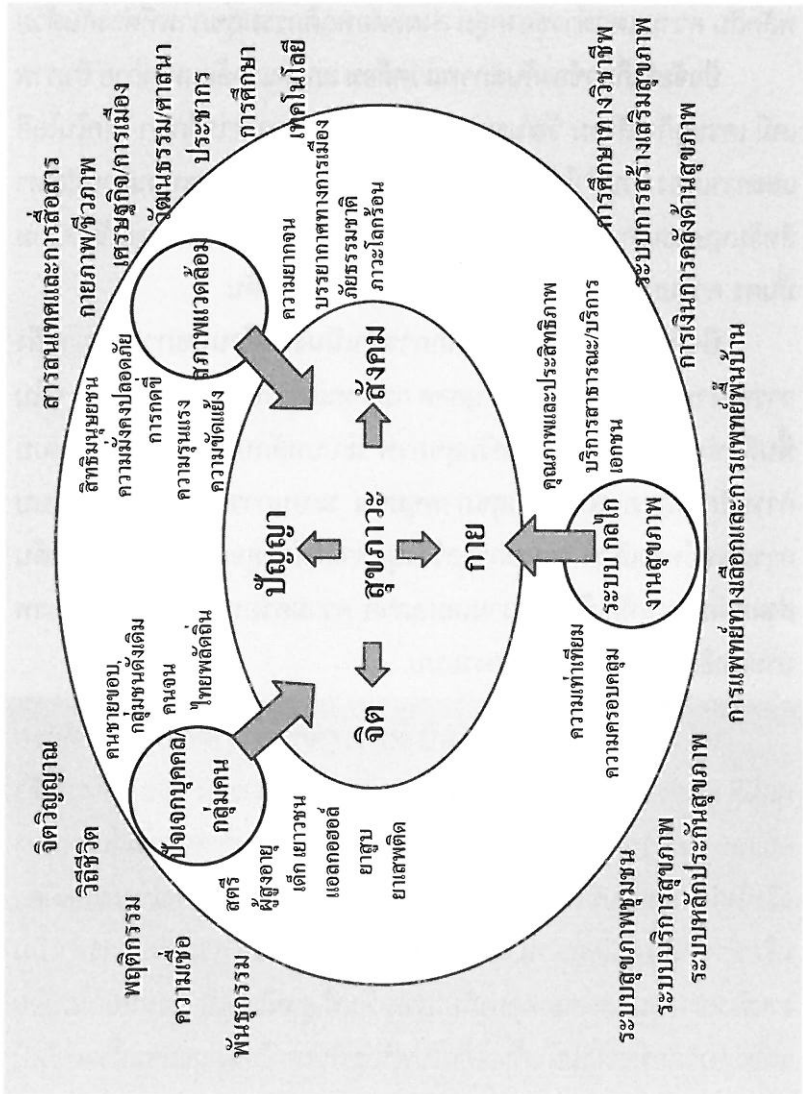 จิตวิญญาณ
วิถีชีวิต
พฤติกรรม
ความเชื่อ
พันธุกรรม
ปัจเจกบุคคล/
กลุ่มคน
คนชายขอบ
กลุ่มชนดั้งเดิม
คนจน
ไทยพลัดถิ่น
สตรี
ผู้สูงอายุ
เด็ก เยาวชน
แอลกอฮอล์
ยาสูบ
ยาเสพติด
สารสนเทศและการสื่อสาร
กายภาพ/ชีวภาพ
เศรษฐกิจ/การเมือง
วัฒนธรรม/ศาสนา
ประชากร
การศึกษา
เทคโนโลยี
สภาพแวดล้อม
สิทธิมนุษยชน
ความมั่งคงปลอดภัย
การกดขี่
ความรุนแรง
ความขัดแย้ง
ความยากจน
บรรยากาศทางการเมือง
ภัยธรรมชาติ
ภาวะโลกร้อน
ปัญญา
จิต
สุขภาวะ
สังคม
กาย
ระบบกลไก
งานสุขภาพ
ความเท่าเทียม
ความครอบคลุม
คุณภาพและประสิทธิภาพ
บริการสาธารณะ/บริการ
เอกชน
ระบบสุขภาพชุมชน
ระบบบริการสุขภาพ
ระบบหลักประกันสุขภาพ
การแพทย์ทางเลือกและการแพทย์พื้นบ้าน
การเงินการคลังด้านสุขภาพ
ระบบการสร้างเสริมสุขภาพ
การศึกษาทางวิชาชีพ